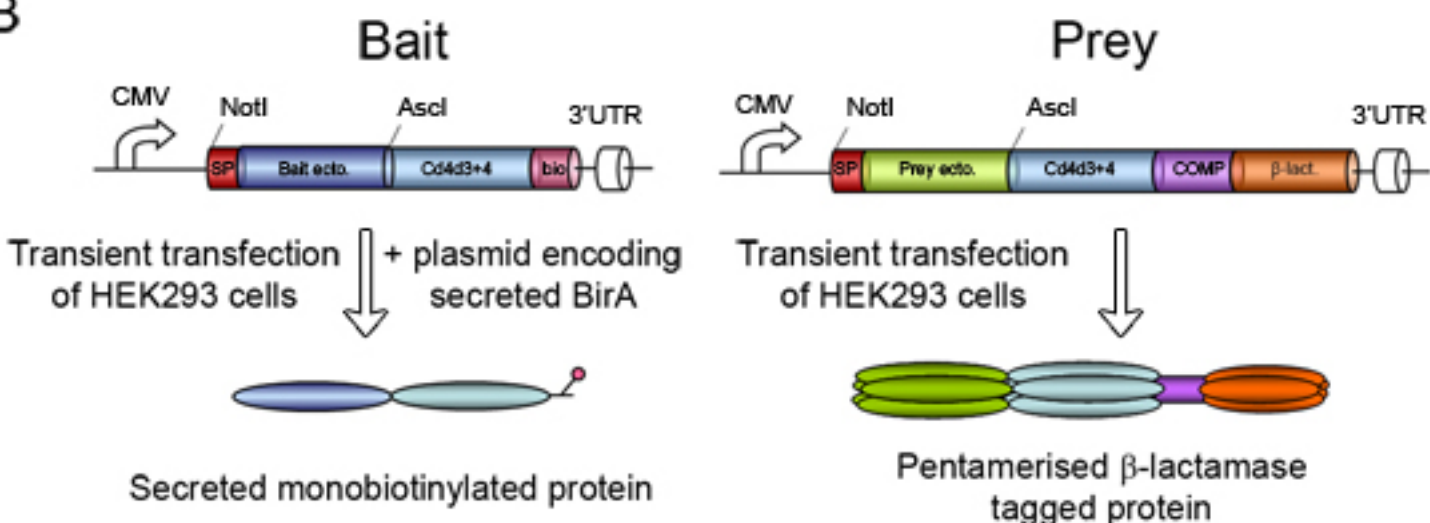 B
Bait
Prey
CMV
NotI
AscI
3'UTR
SP
Bait ecto.
Cd4d3+4
bio
CMV
NotI
AscI
3'UTR
SP
Prey ecto.
Cd4d3+4
COMP
β-lact.
Transient transfection
of HEK293 cells
+ plasmid encoding
secreted BirA
Transient transfection
of HEK293 cells
Secreted monobiotinylated protein
Pentamerised β-lactamase
tagged protein